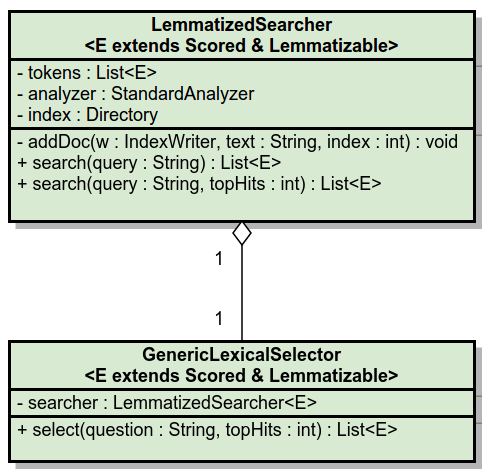 LemmatizedSearcher
<E extends Scored & Lemmatizable>
- tokens : List<E>
- analyzer : StandardAnalyzer
- index : Directory
- addDoc(w : IndexWriter, text : String, index : int) : void
+ search(query : String) : List<E>
+ search(query : String, topHits : int) : List<E>
1
1
GenericLexicalSelector
<E extends Scored & Lemmatizable>
- searcher : LemmatizedSearcher<E>
+ select(question : String, topHits : int) : List<E>